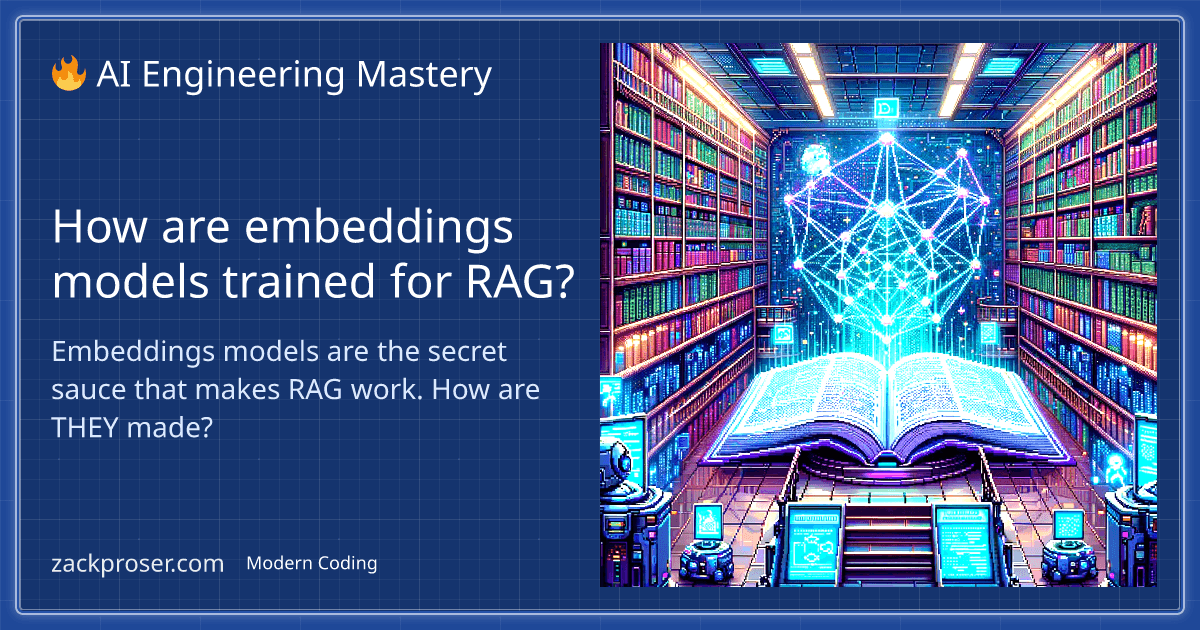 🔥 AI Engineering Mastery
How are embeddings
models trained for RAG?
Embeddings models are the secret
sauce that makes RAG work. How are
THEY made?
zackproser.com Modern Coding